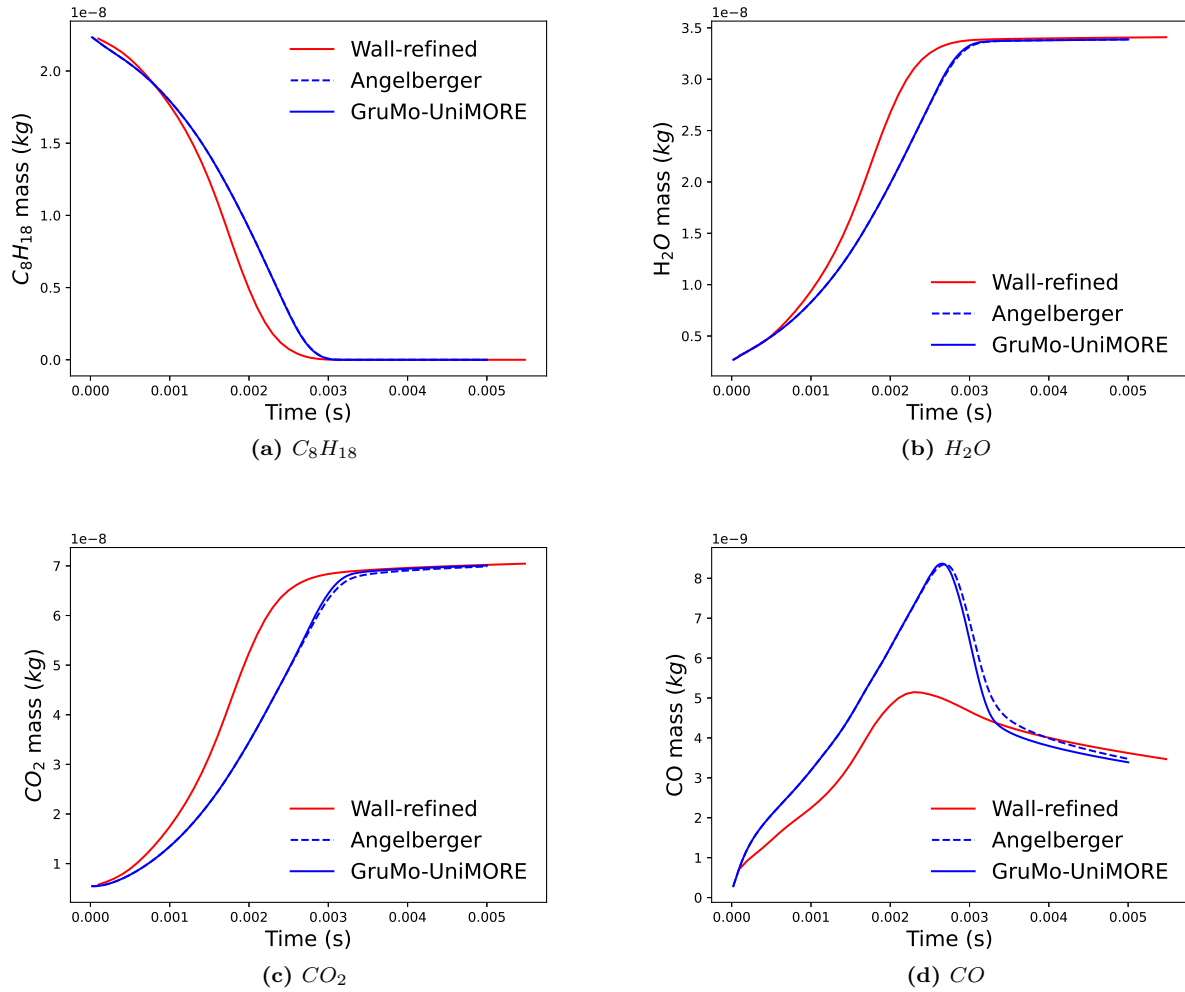 1e−8
2.0
1.5
1.0
0.5
0.0
C₈H₁₈ mass (kg)
Wall-refined
Angelberger
GruMo-UniMORE
0.000 0.001 0.002 0.003 0.004 0.005
Time (s)
(a) C₈H₁₈
1e−8
3.5
3.0
2.5
2.0
1.5
1.0
0.5
H₂O mass (kg)
Wall-refined
Angelberger
GruMo-UniMORE
0.000 0.001 0.002 0.003 0.004 0.005
Time (s)
(b) H₂O
1e−8
7
6
5
4
3
2
1
CO₂ mass (kg)
Wall-refined
Angelberger
GruMo-UniMORE
0.000 0.001 0.002 0.003 0.004 0.005
Time (s)
(c) CO₂
1e−9
8
7
6
5
4
3
2
1
0
CO mass (kg)
Wall-refined
Angelberger
GruMo-UniMORE
0.000 0.001 0.002 0.003 0.004 0.005
Time (s)
(d) CO